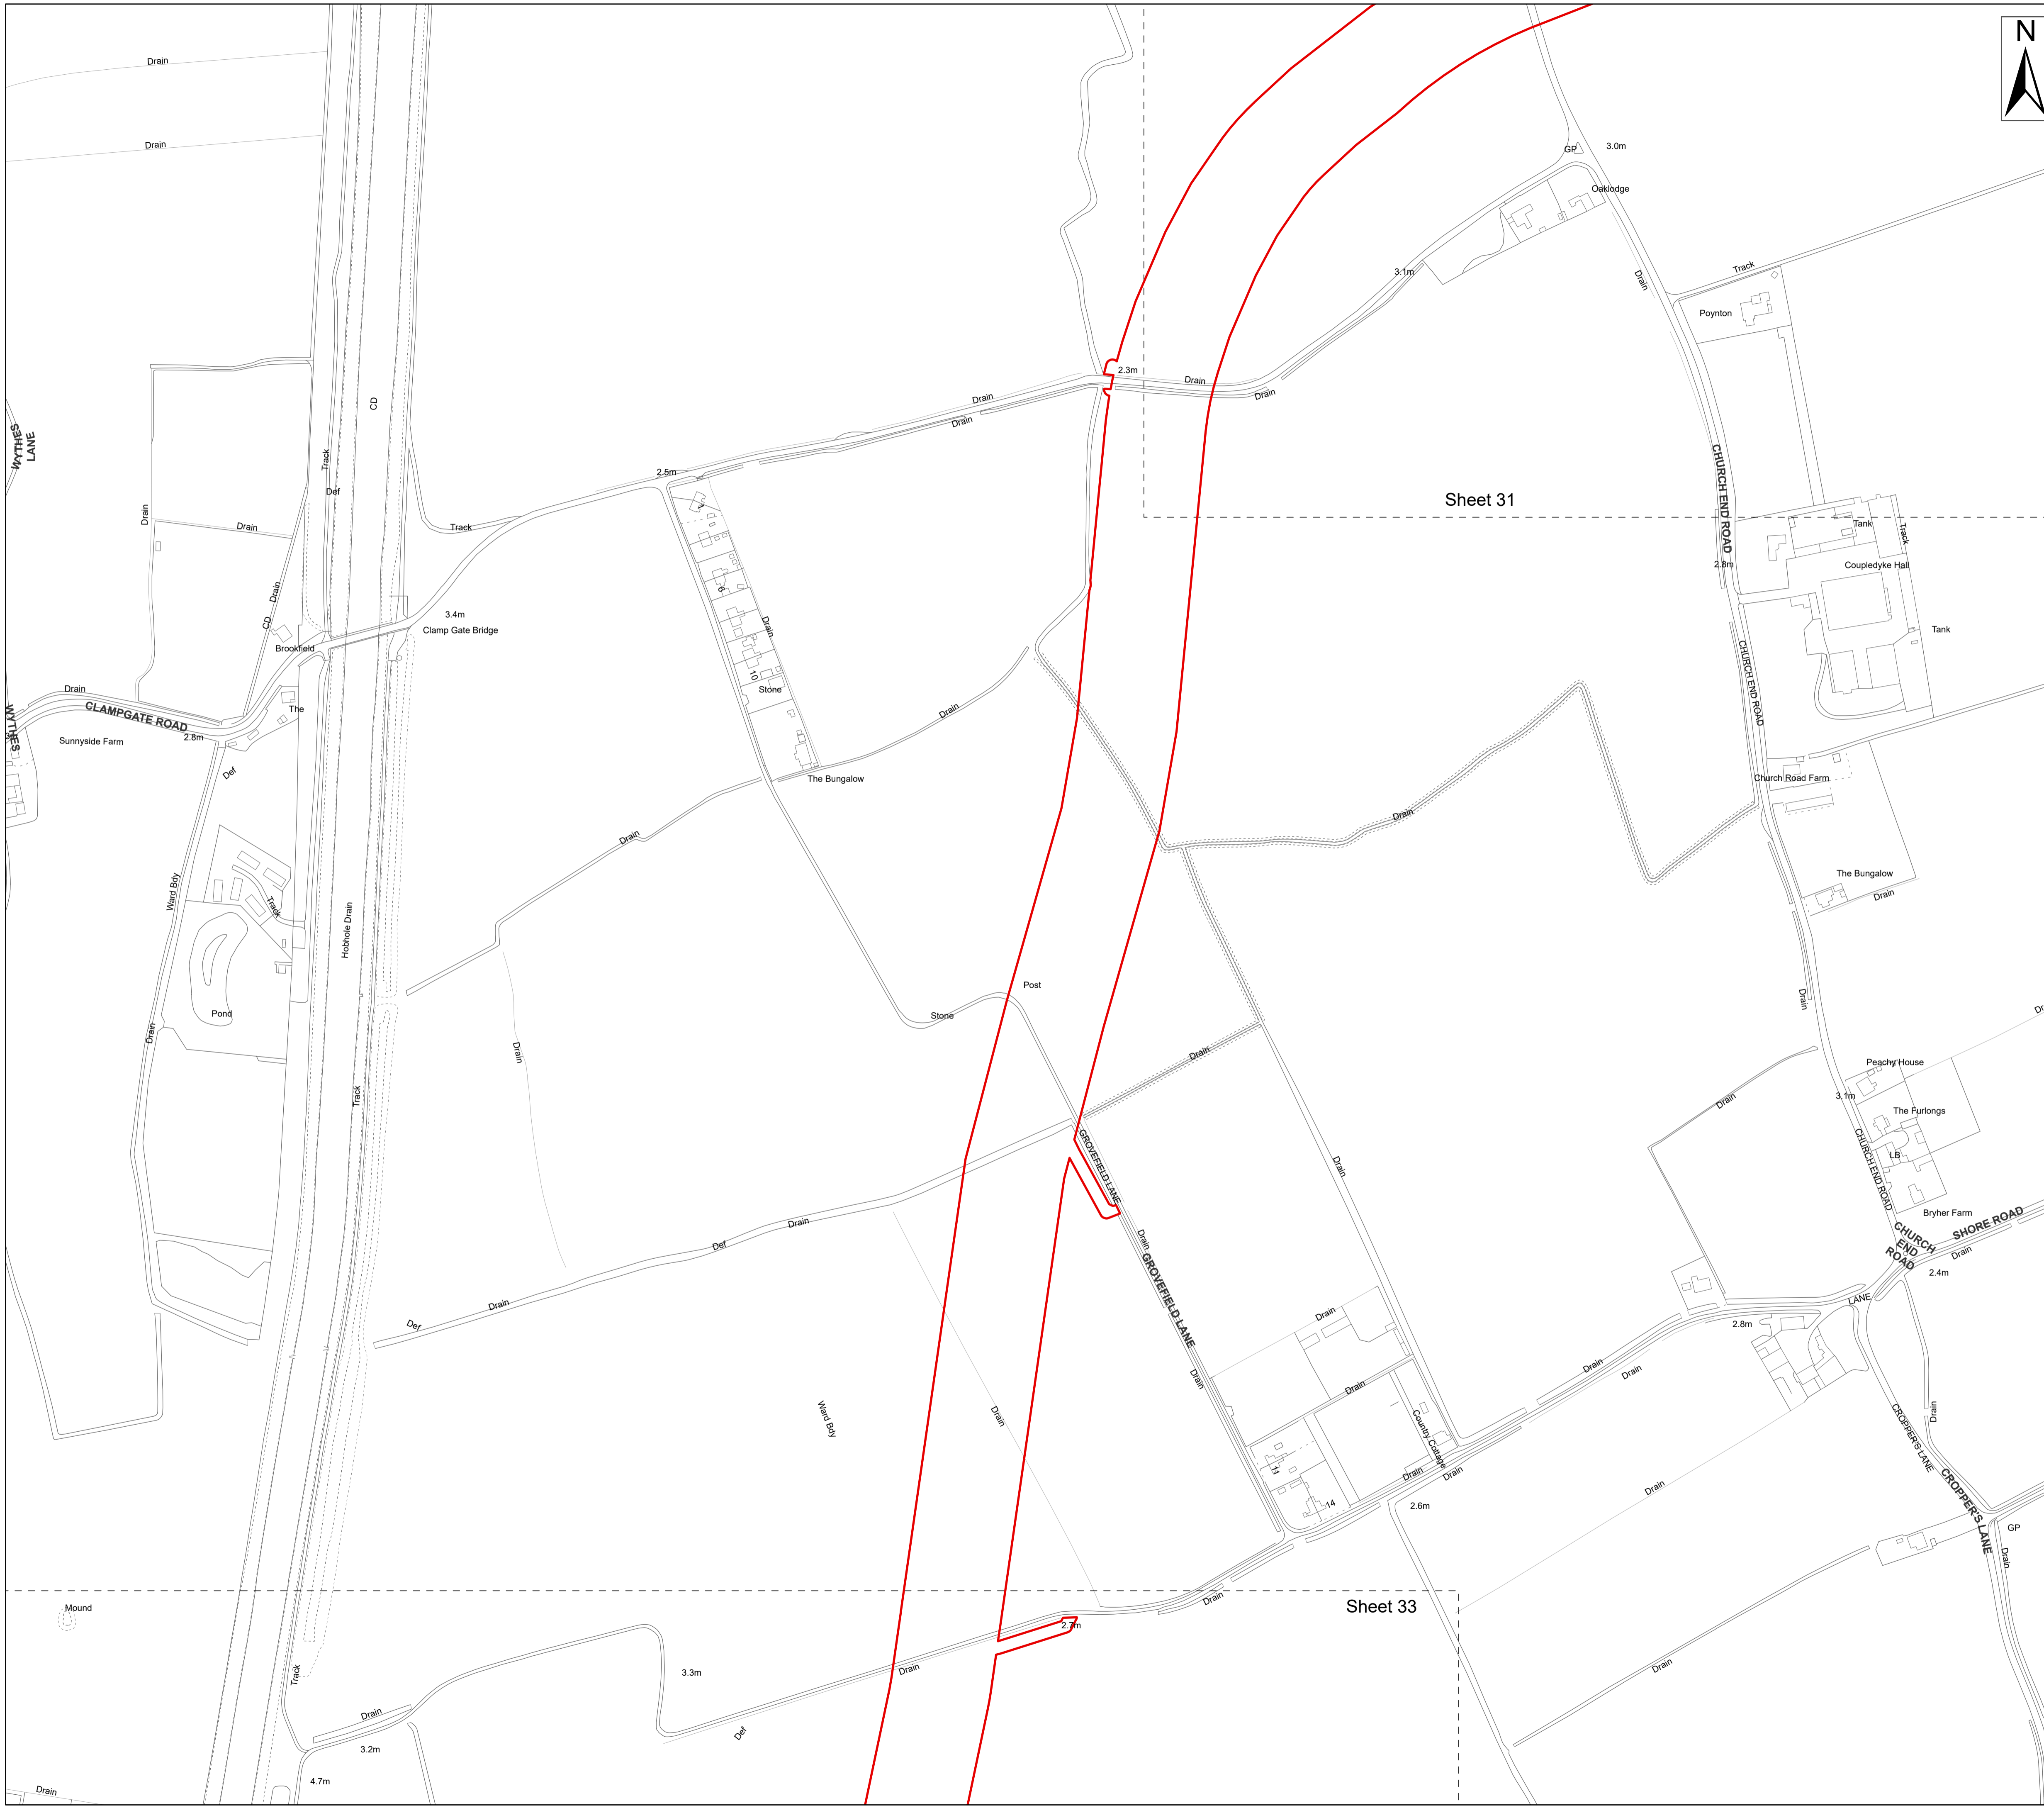 N
Drain
Drain
GP
3.0m
Oaklodge
Track
3.1m
Drain
Poynton
2.3m
Drain
Drain
Drain
Drain
CD
WYTHES
LANE
Track
Def
2.5m
CHURCH END ROAD
Sheet 31
Drain
Drain
Track
2
Tank
Track
2.8m
Coupledyke Hall
6
CD
Drain
3.4m
Clamp Gate Bridge
Brookfield
Drain
Tank
CHURCH END ROAD
10
Stone
Drain
CLAMPGATE ROAD
The
Drain
WYTHES
Sunnyside Farm
2.8m
Def
The Bungalow
Church Road Farm
Drain
Drain
Ward Bdy
Track
The Bungalow
Drain
Hobhole Drain
Post
Stone
Drain
Pond
Drain
Drain
Drain
Track
Peachy House
3.1m
The Furlongs
Drain
GROVEFIELD LANE
CHURCH END ROAD
LB
Drain
Bryher Farm
Drain
Def
Drain
SHORE ROAD
CHURCH
END
ROAD
Drain
2.4m
GROVEFIELD LANE
Drain
Def
LANE
Drain
2.8m
Drain
Drain
Drain
Drain
Ward Bdy
Drain
Country Cottage
CROPPER'S LANE
Drain
11
Drain
Drain
14
2.6m
Drain
CROPPER'S LANE
GP
Drain
Mound
Drain
Sheet 33
2.7m
Drain
3.3m
Track
Drain
Drain
Def
3.2m
4.7m
Drain